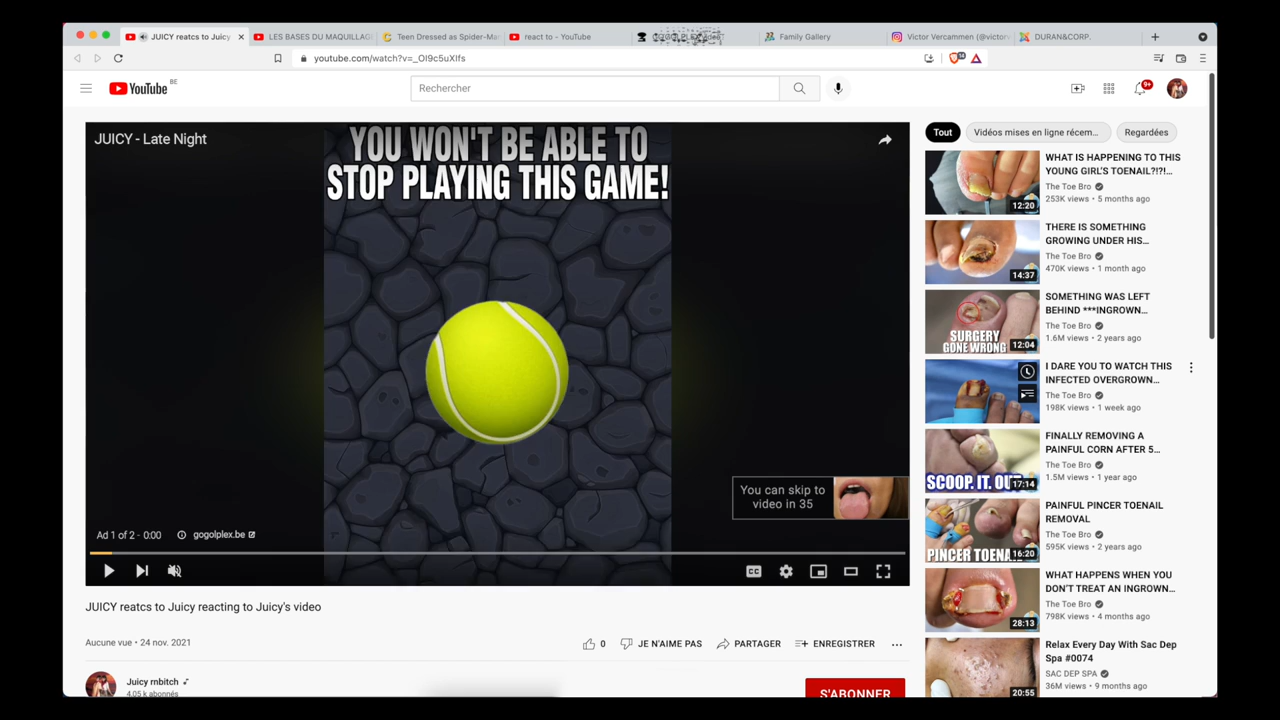 JUICY reatcs to Juicy
LES BASES DU MAQUILLAG
Teen Dressed as Spider-Mar
react to - YouTube
Family Gallery
Victor Vercammen (@victorv
DURAN&CORP.
youtube.com/watch?v=_OI9c5uXIfs
14
YouTube BE
Rechercher
9+
JUICY - Late Night
YOU WON'T BE ABLE TO
STOP PLAYING THIS GAME!
You can skip to
video in 35
Ad 1 of 2 - 0:00
gogolplex.be
CC
JUICY reatcs to Juicy reacting to Juicy's video
Aucune vue • 24 nov. 2021
0
JE N'AIME PAS
PARTAGER
ENREGISTRER
Juicy rnbitch
4.05 k abonnés
S'ABONNER
Tout
Vidéos mises en ligne récem...
Regardées
WHAT IS HAPPENING TO THIS
YOUNG GIRL'S TOENAIL?!?!...
The Toe Bro
253K views • 5 months ago
12:20
THERE IS SOMETHING
GROWING UNDER HIS...
The Toe Bro
470K views • 1 month ago
14:37
SOMETHING WAS LEFT
BEHIND ***INGROWN...
The Toe Bro
1.6M views • 2 years ago
SURGERY
GONE WRONG
12:04
I DARE YOU TO WATCH THIS
INFECTED OVERGROWN...
The Toe Bro
198K views • 1 week ago
FINALLY REMOVING A
PAINFUL CORN AFTER 5...
The Toe Bro
1.5M views • 1 year ago
SCOOP. IT. OUT
17:14
PAINFUL PINCER TOENAIL
REMOVAL
The Toe Bro
595K views • 2 years ago
PINCER TOENA
16:20
WHAT HAPPENS WHEN YOU
DON'T TREAT AN INGROWN...
The Toe Bro
798K views • 4 months ago
28:13
Relax Every Day With Sac Dep
Spa #0074
SAC DEP SPA
36M views • 9 months ago
20:55